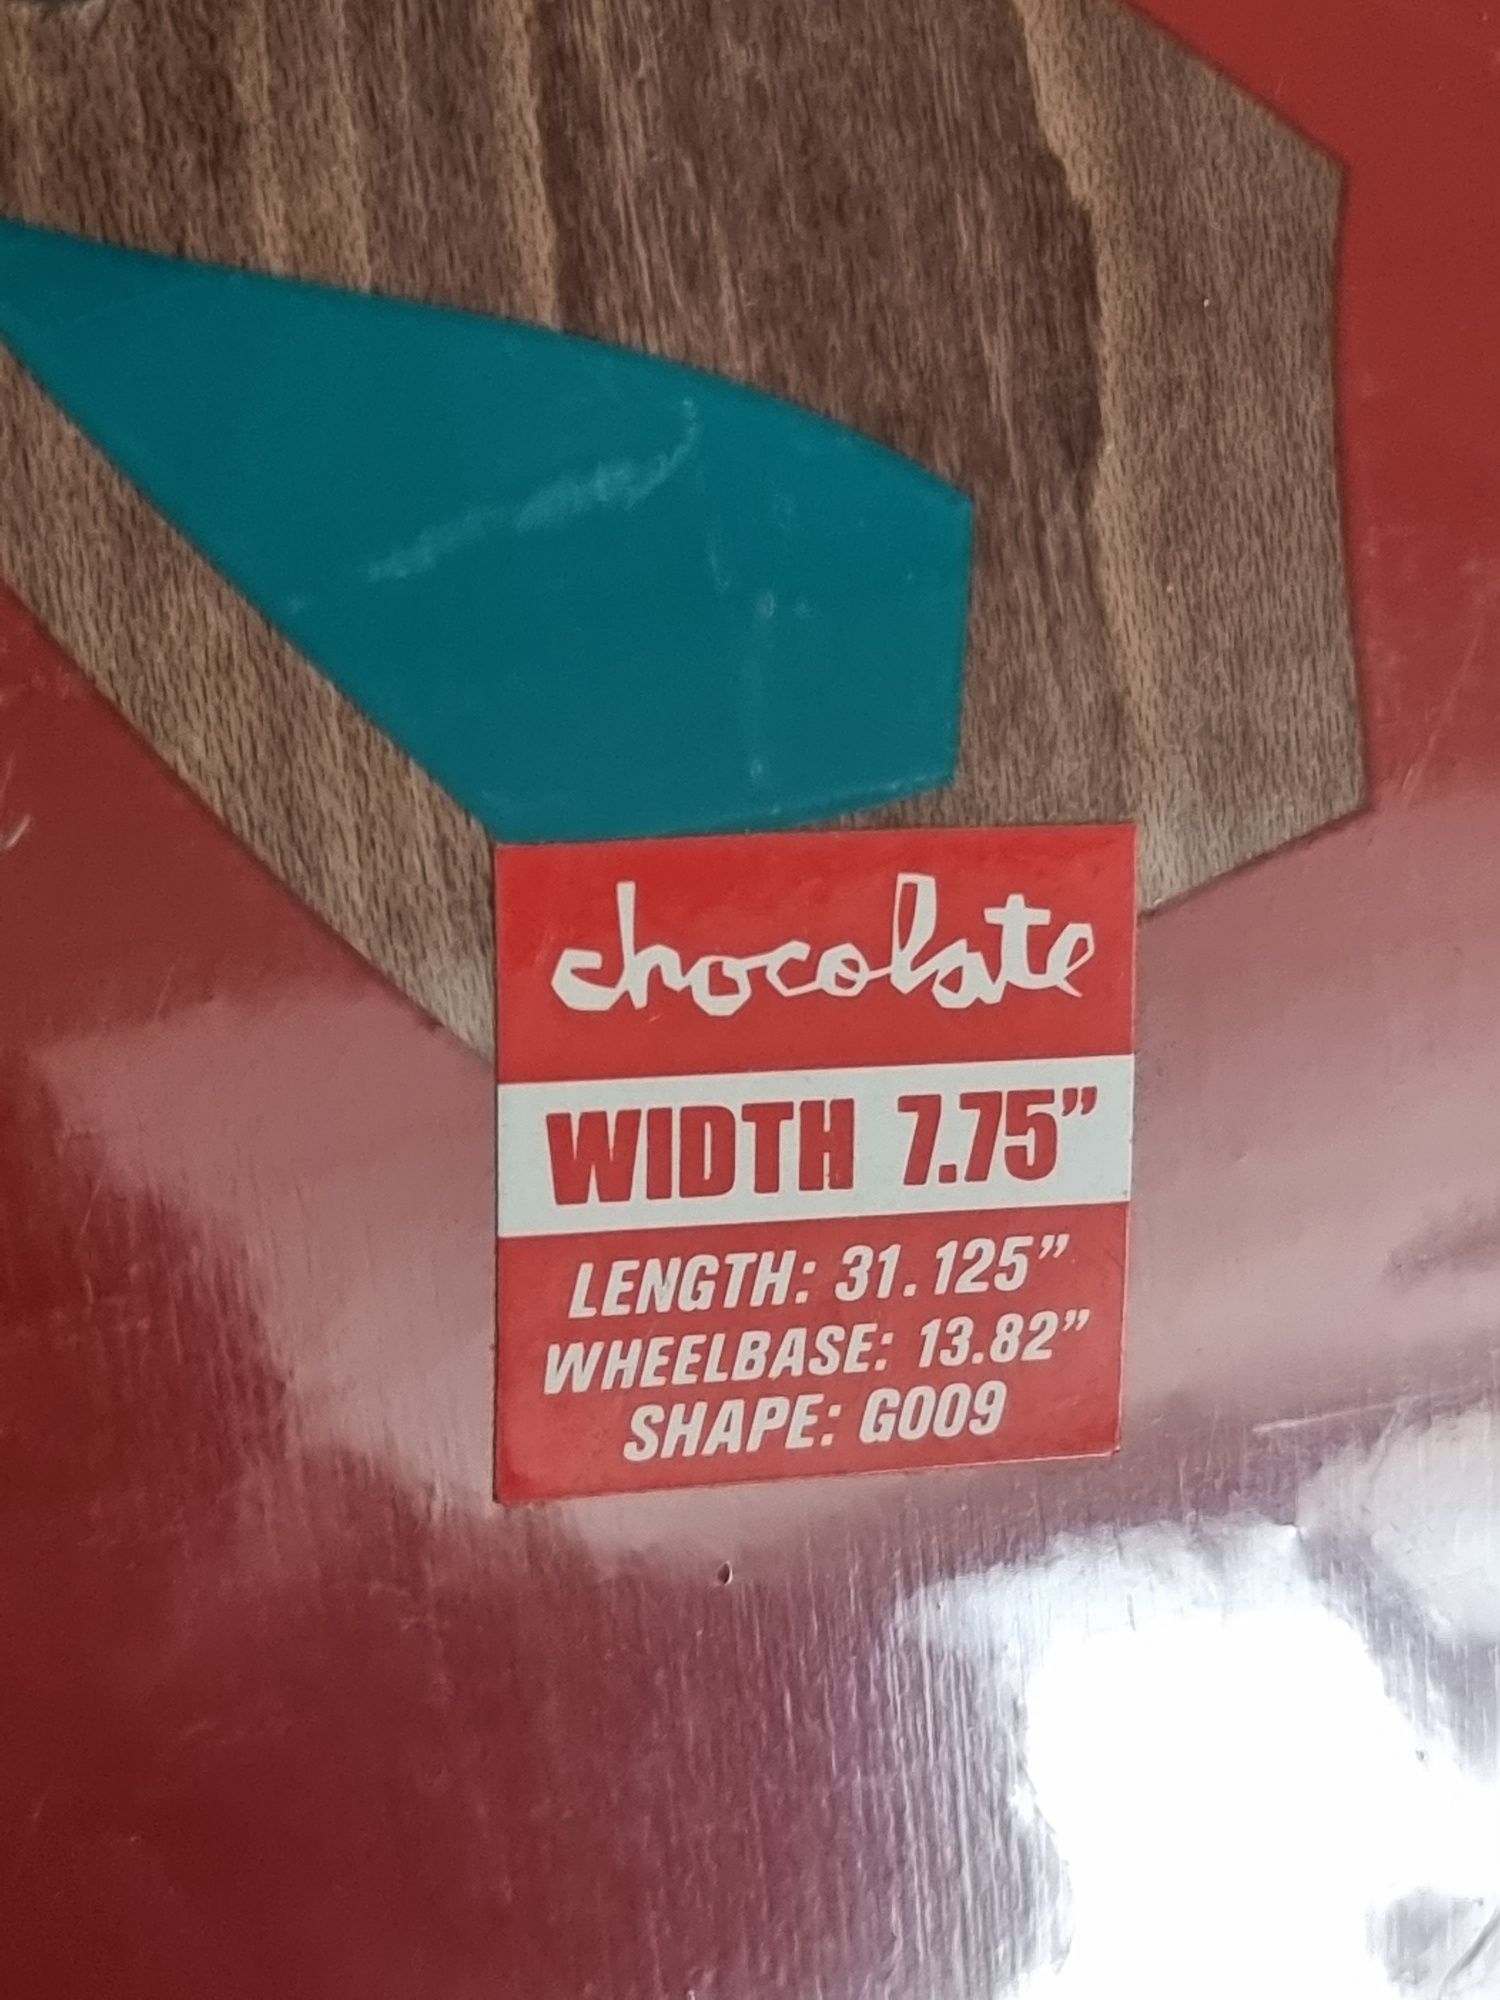 chocolate
WIDTH 7.75”
LENGTH: 31.125”
WHEELBASE: 13.82”
SHAPE: G009